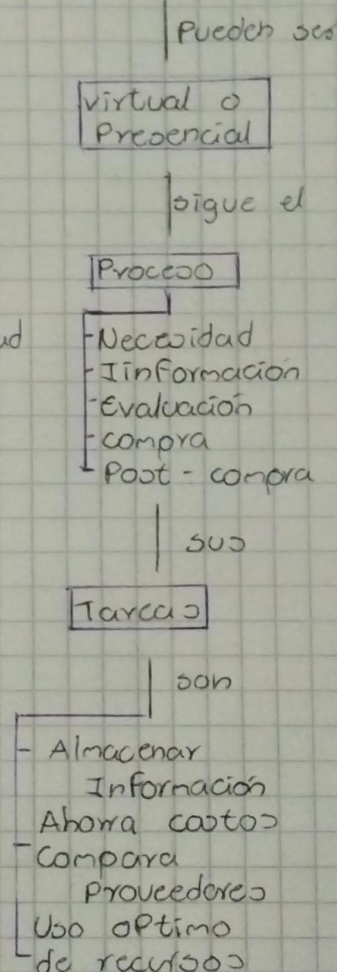 Pueden ser
virtual o
Presencial
sigue el
Proceso
- Necesidad
- Iinformación
- Evaluación
- compra
- Post - compra
sus
Tareas
son
- Almacenar
Información
Ahorra costos
- Compara
Proveedores
Uso optimo
de recursos